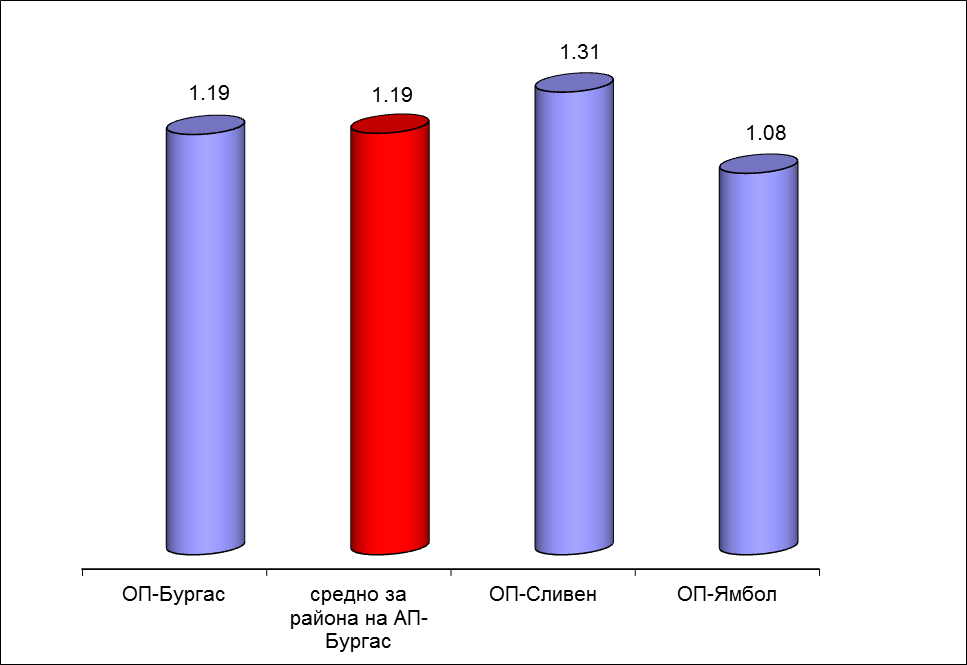 1.19
1.19
1.31
1.08
ОП-Бургас
средно за
района на АП-
Бургас
ОП-Сливен
ОП-Ямбол